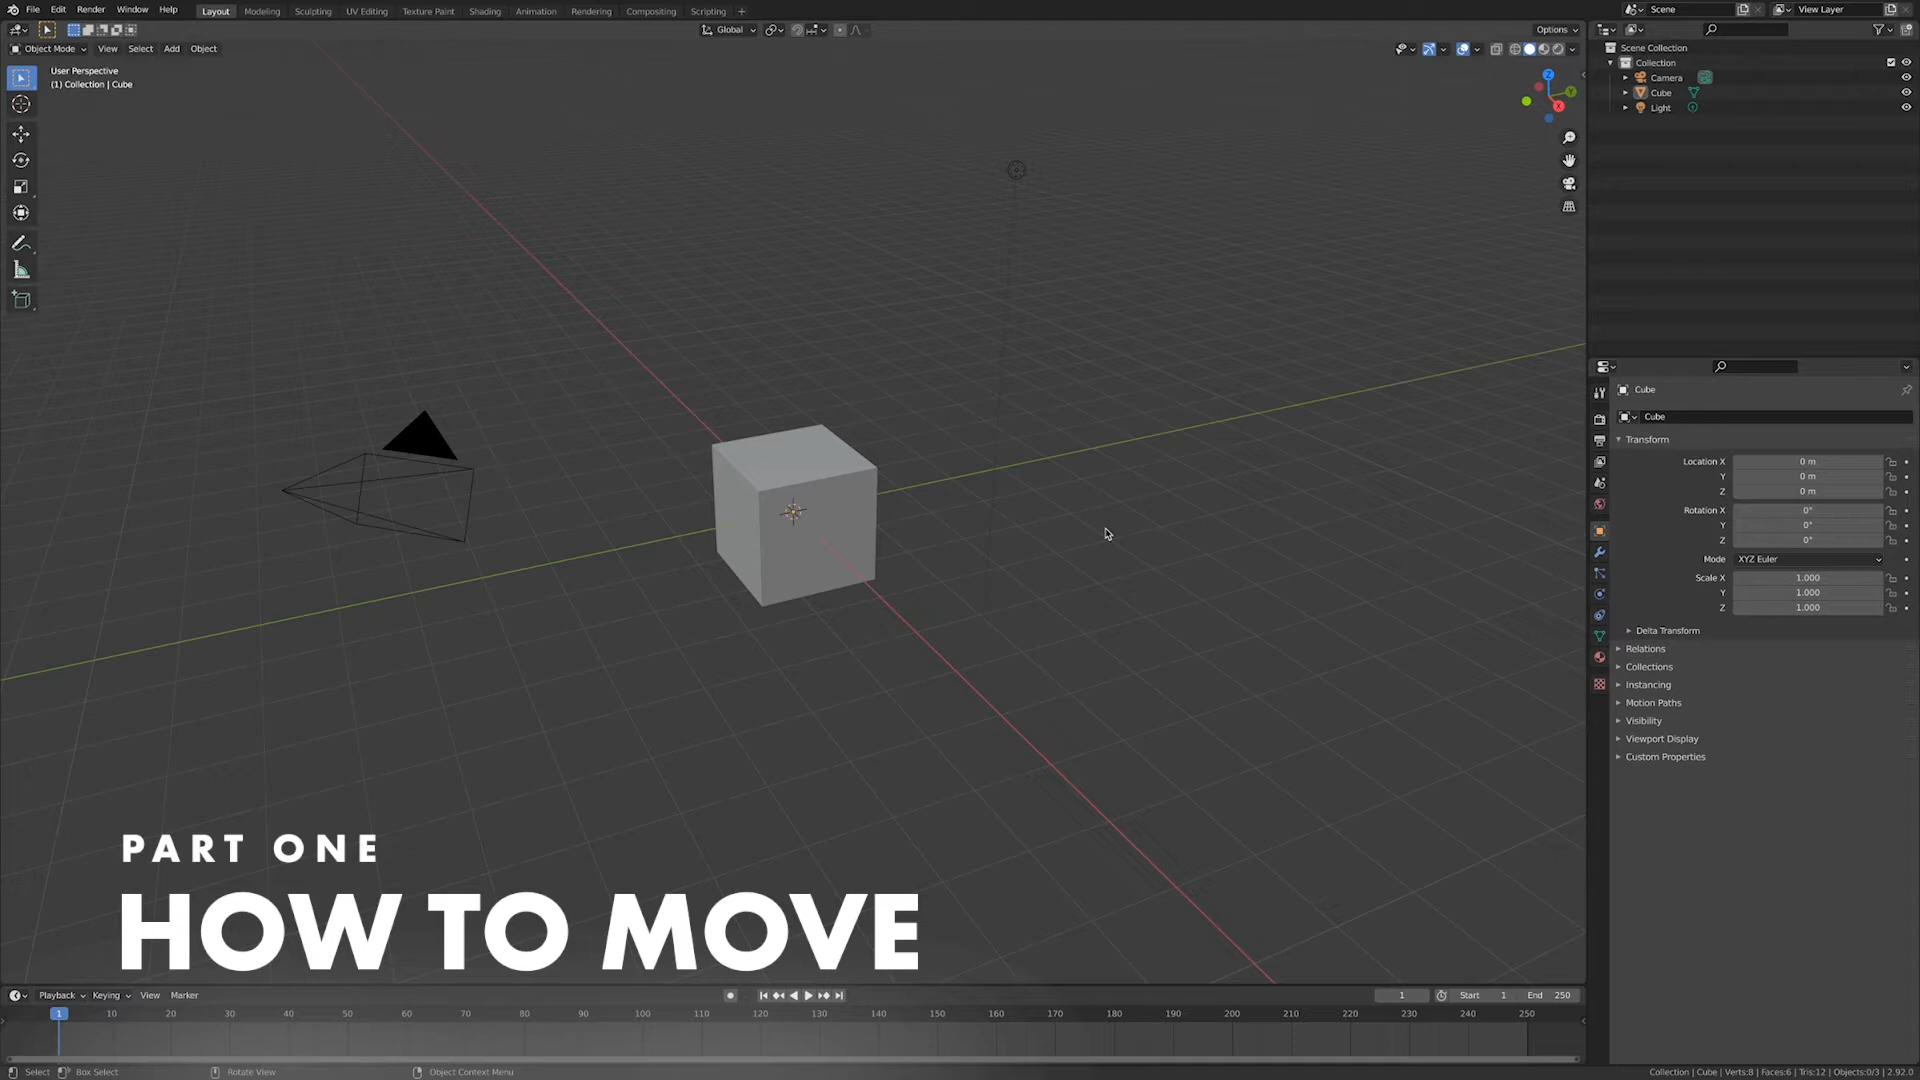 File Edit Render Window Help Layout Modeling Sculpting UV Editing Texture Paint Shading Animation Rendering Compositing Scripting + Scene View Layer
Global Options
Object Mode View Select Add Object
User Perspective
(1) Collection | Cube
Z
Y
X
Scene Collection
Collection
Camera
Cube
Light
Cube
Cube
Transform
Location X 0 m
Y 0 m
Z 0 m
Rotation X 0°
Y 0°
Z 0°
Mode XYZ Euler
Scale X 1.000
Y 1.000
Z 1.000
Delta Transform
Relations
Collections
Instancing
Motion Paths
Visibility
Viewport Display
Custom Properties
PART ONE
HOW TO MOVE
Playback Keying View Marker 1 Start 1 End 250
1 10 20 30 40 50 60 70 80 90 100 110 120 130 140 150 160 170 180 190 200 210 220 230 240 250
Select Box Select Rotate View Object Context Menu Collection | Cube | Verts:8 | Faces:6 | Tris:12 | Objects:0/3 | 2.92.0